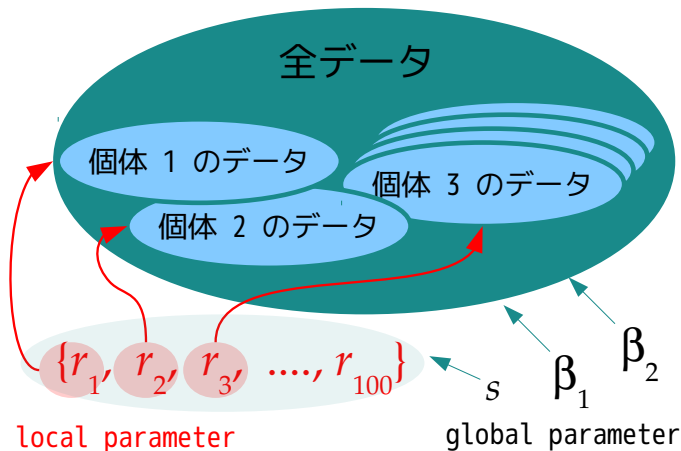 全データ
個体 1 のデータ
個体 3 のデータ
個体 2 のデータ
{r1, r2, r3, ...., r100}
s
β1
β2
local parameter
global parameter